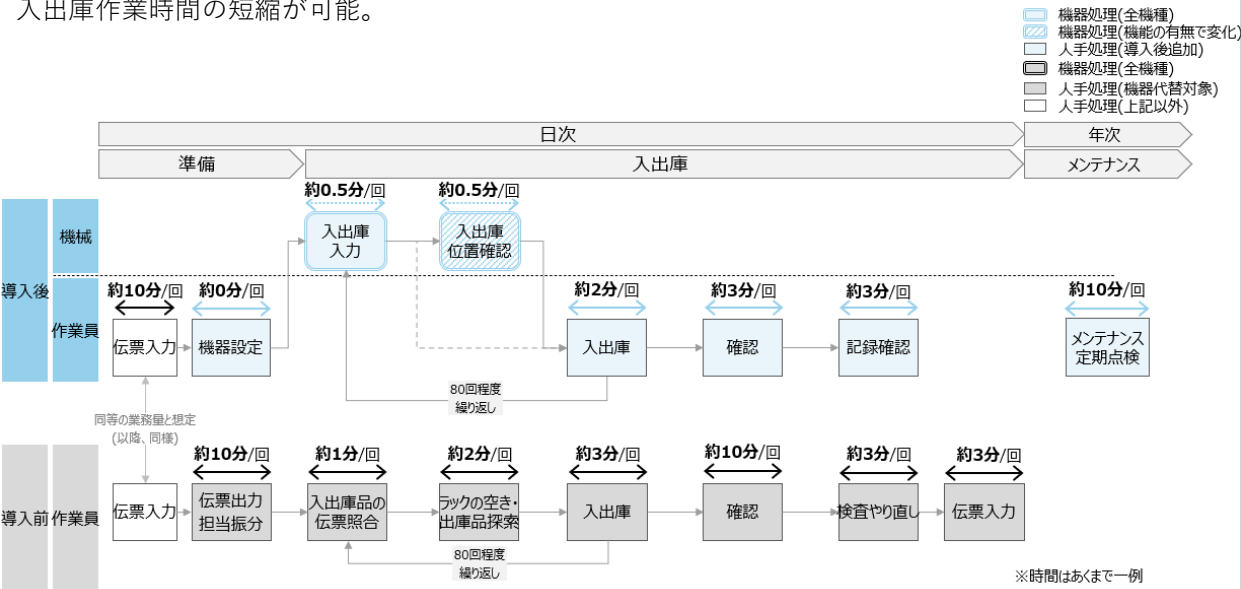 入出庫作業時間の短縮が可能。
機器処理(全機種)
機器処理(機能の有無で変化)
人手処理(導入後追加)
機器処理(全機種)
人手処理(機器代替対象)
人手処理(上記以外)
日次
年次
準備
入出庫
メンテナンス
約0.5分/回
約0.5分/回
機械
入出庫
入力
入出庫
位置確認
導入後
作業員
約10分/回
約0分/回
約2分/回
約3分/回
約3分/回
約10分/回
伝票入力
機器設定
入出庫
確認
記録確認
メンテナンス
定期点検
80回程度
繰り返し
同等の業務量と想定
(以降、同様)
約10分/回
約1分/回
約2分/回
約3分/回
約10分/回
約3分/回
約3分/回
導入前
作業員
伝票入力
伝票出力
担当振分
入出庫品の
伝票照合
ラックの空き・
出庫品探索
入出庫
確認
検査やり直し
伝票入力
80回程度
繰り返し
※時間はあくまで一例